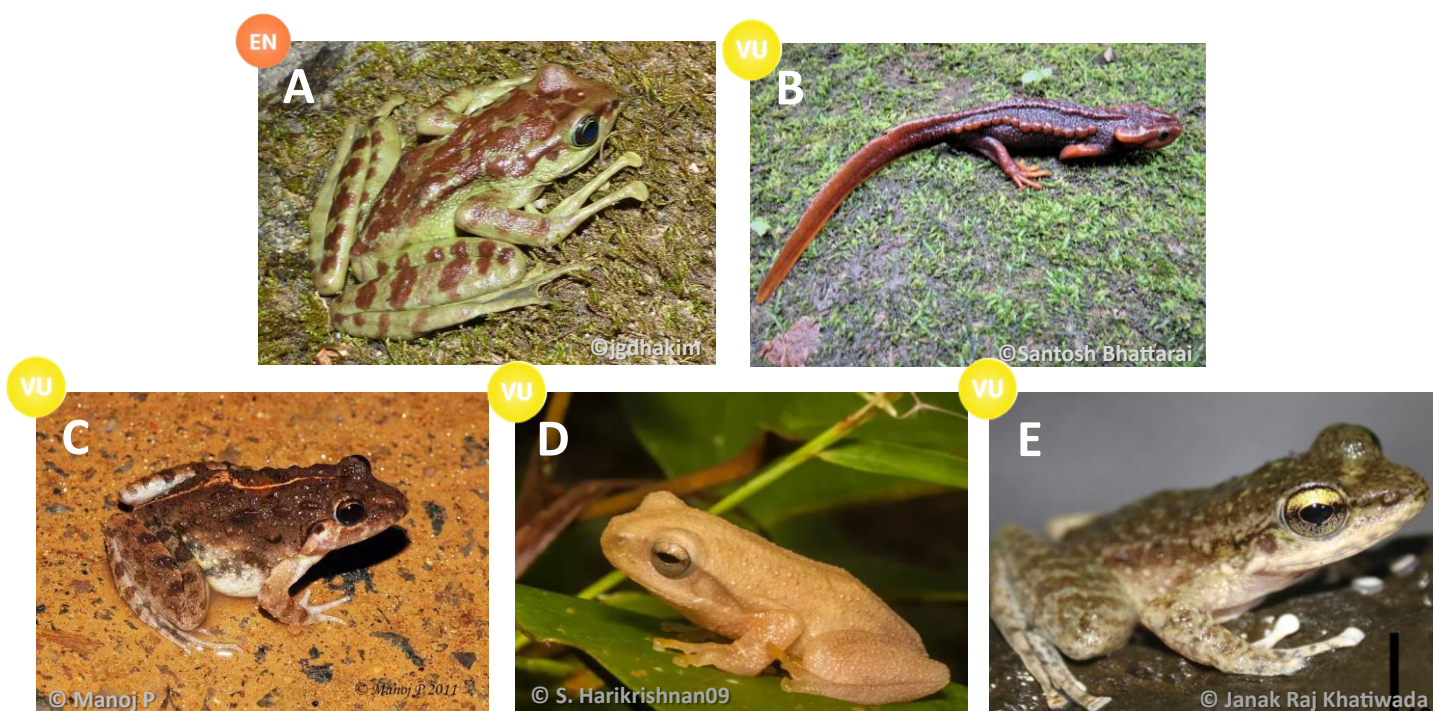 EN
A
©jgdhakim
VU
B
©Santosh Bhattarai
VU
C
© Manoj P
© Manoj P 2011
VU
D
© S. Harikrishnan09
VU
E
© Janak Raj Khatiwada